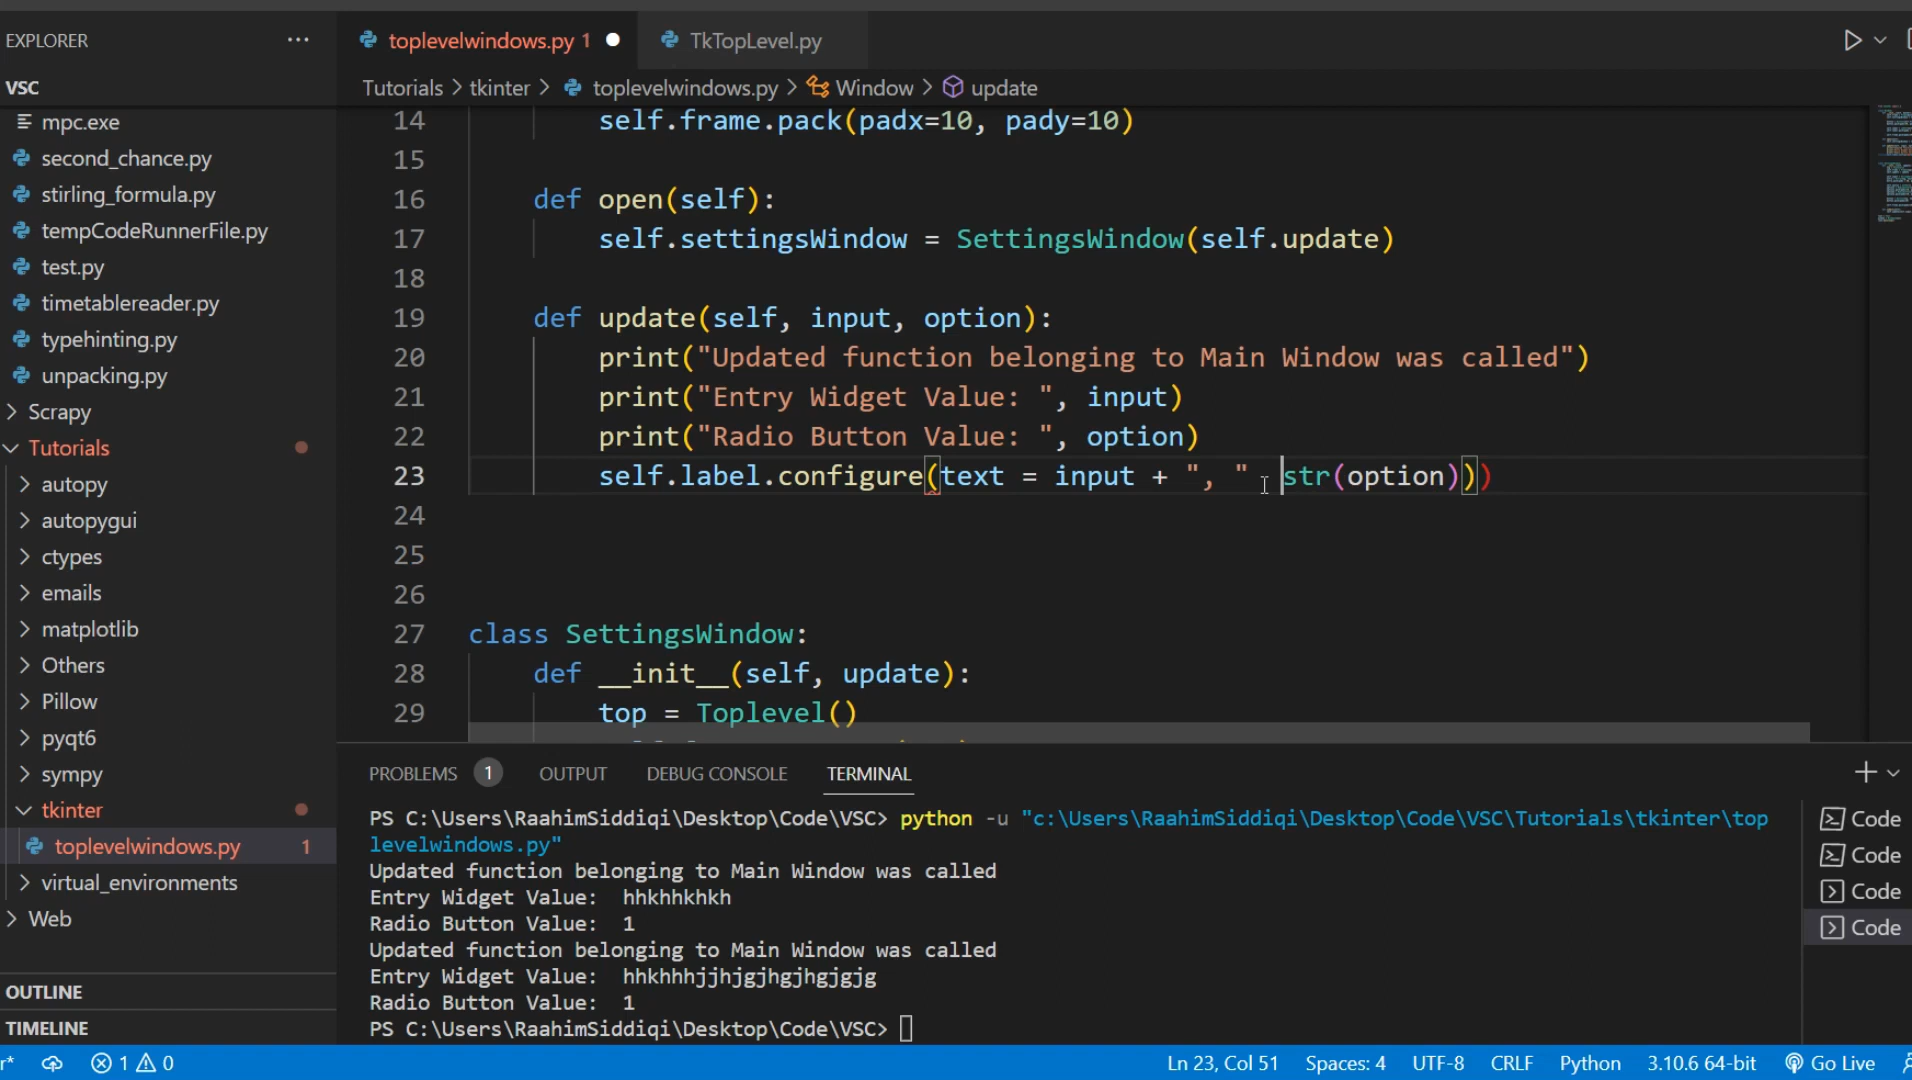 EXPLORER ...
toplevelwindows.py 1
TkTopLevel.py
VSC
Tutorials > tkinter > toplevelwindows.py > Window > update
mpc.exe
second_chance.py
stirling_formula.py
tempCodeRunnerFile.py
test.py
timetablereader.py
typehinting.py
unpacking.py
Scrapy
Tutorials
autopy
autopygui
ctypes
emails
matplotlib
Others
Pillow
pyqt6
sympy
tkinter
toplevelwindows.py 1
virtual_environments
Web
OUTLINE
TIMELINE
14 self.frame.pack(padx=10, pady=10)
15
16 def open(self):
17 self.settingsWindow = SettingsWindow(self.update)
18
19 def update(self, input, option):
20 print("Updated function belonging to Main Window was called")
21 print("Entry Widget Value: ", input)
22 print("Radio Button Value: ", option)
23 self.label.configure(text = input + ", " str(option)))
24
25
26
27 class SettingsWindow:
28 def __init__(self, update):
29 top = Toplevel()
PROBLEMS 1 OUTPUT DEBUG CONSOLE TERMINAL
PS C:\Users\RaahimSiddiqi\Desktop\Code\VSC> python -u "c:\Users\RaahimSiddiqi\Desktop\Code\VSC\Tutorials\tkinter\top
levelwindows.py"
Updated function belonging to Main Window was called
Entry Widget Value:  hhkhhkhkh
Radio Button Value:  1
Updated function belonging to Main Window was called
Entry Widget Value:  hhkhhhjjhjgjhgjhgjgjg
Radio Button Value:  1
PS C:\Users\RaahimSiddiqi\Desktop\Code\VSC>
Code
Code
Code
Code
r* 1 0 Ln 23, Col 51 Spaces: 4 UTF-8 CRLF Python 3.10.6 64-bit Go Live